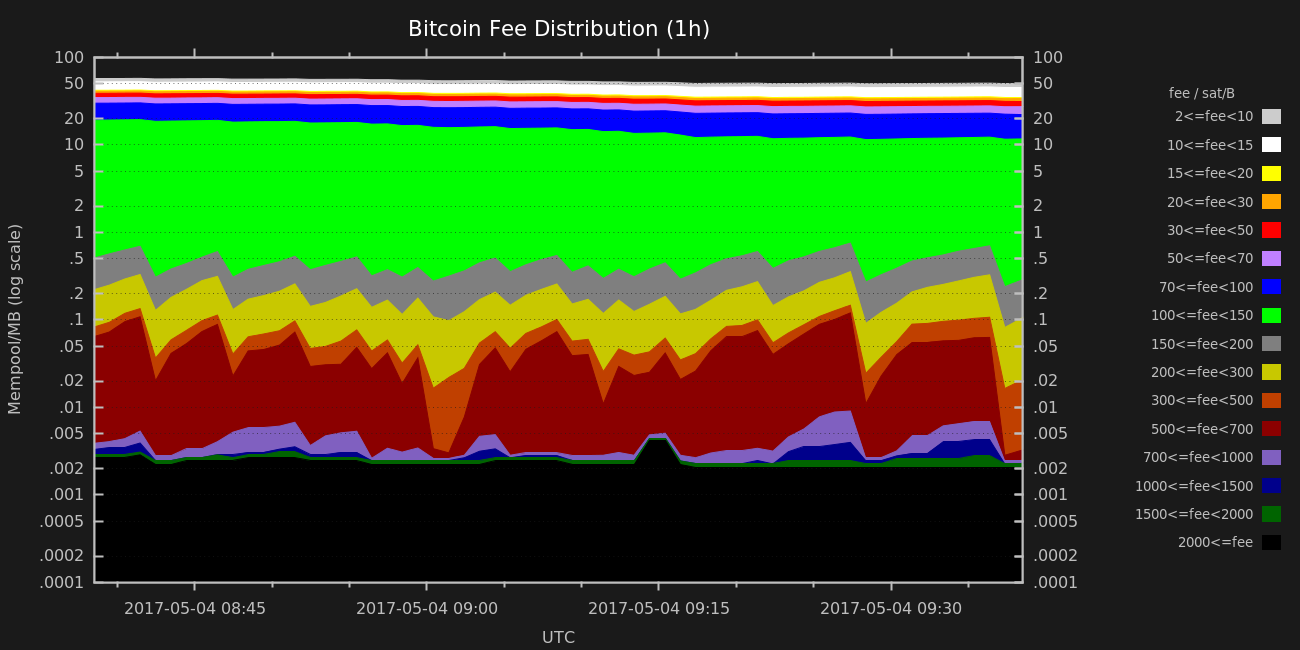 Bitcoin Fee Distribution (1h)
Mempool/MB (log scale)
100
50
20
10
5
2
1
.5
.2
.1
.05
.02
.01
.005
.002
.001
.0005
.0002
.0001
100
50
20
10
5
2
1
.5
.2
.1
.05
.02
.01
.005
.002
.001
.0005
.0002
.0001
2017-05-04 08:45
2017-05-04 09:00
2017-05-04 09:15
2017-05-04 09:30
UTC
fee / sat/B
2<=fee<10
10<=fee<15
15<=fee<20
20<=fee<30
30<=fee<50
50<=fee<70
70<=fee<100
100<=fee<150
150<=fee<200
200<=fee<300
300<=fee<500
500<=fee<700
700<=fee<1000
1000<=fee<1500
1500<=fee<2000
2000<=fee